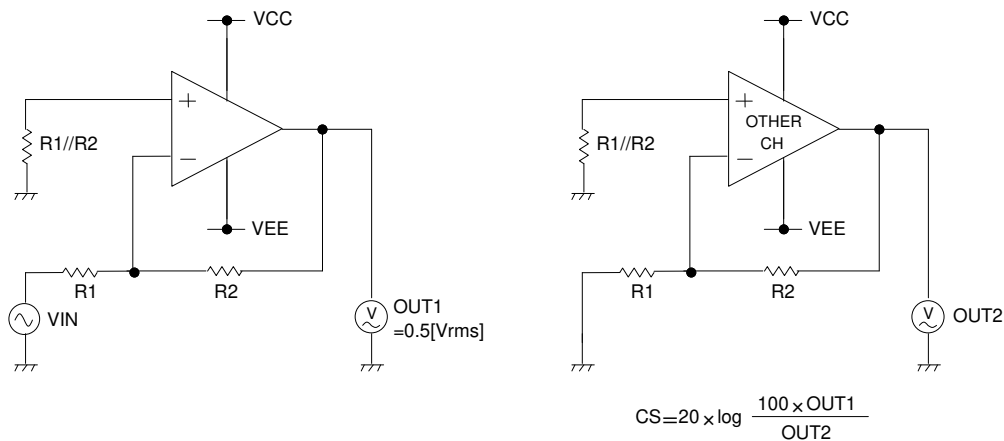 VCC
R1//R2
VEE
R1
R2
VIN
OUT1
=0.5[Vrms]
VCC
OTHER
CH
R1//R2
VEE
R1
R2
OUT2
CS=20×log 100×OUT1
OUT2